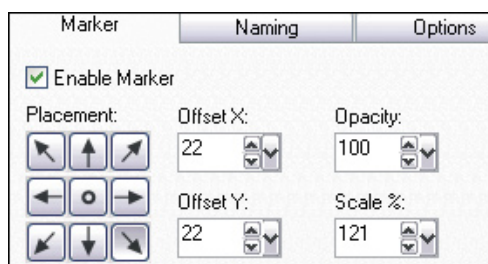 Marker Naming Options
Enable Marker
Placement: Offset X: Opacity:
22 100
Offset Y: Scale %:
22 121